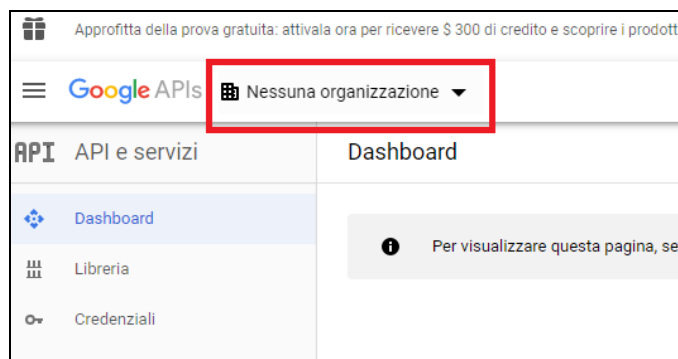 Approfitta della prova gratuita: attivala ora per ricevere $ 300 di credito e scoprire i prodott
Google APIs Nessuna organizzazione
API API e servizi Dashboard
Dashboard
Per visualizzare questa pagina, se
Libreria
Credenziali